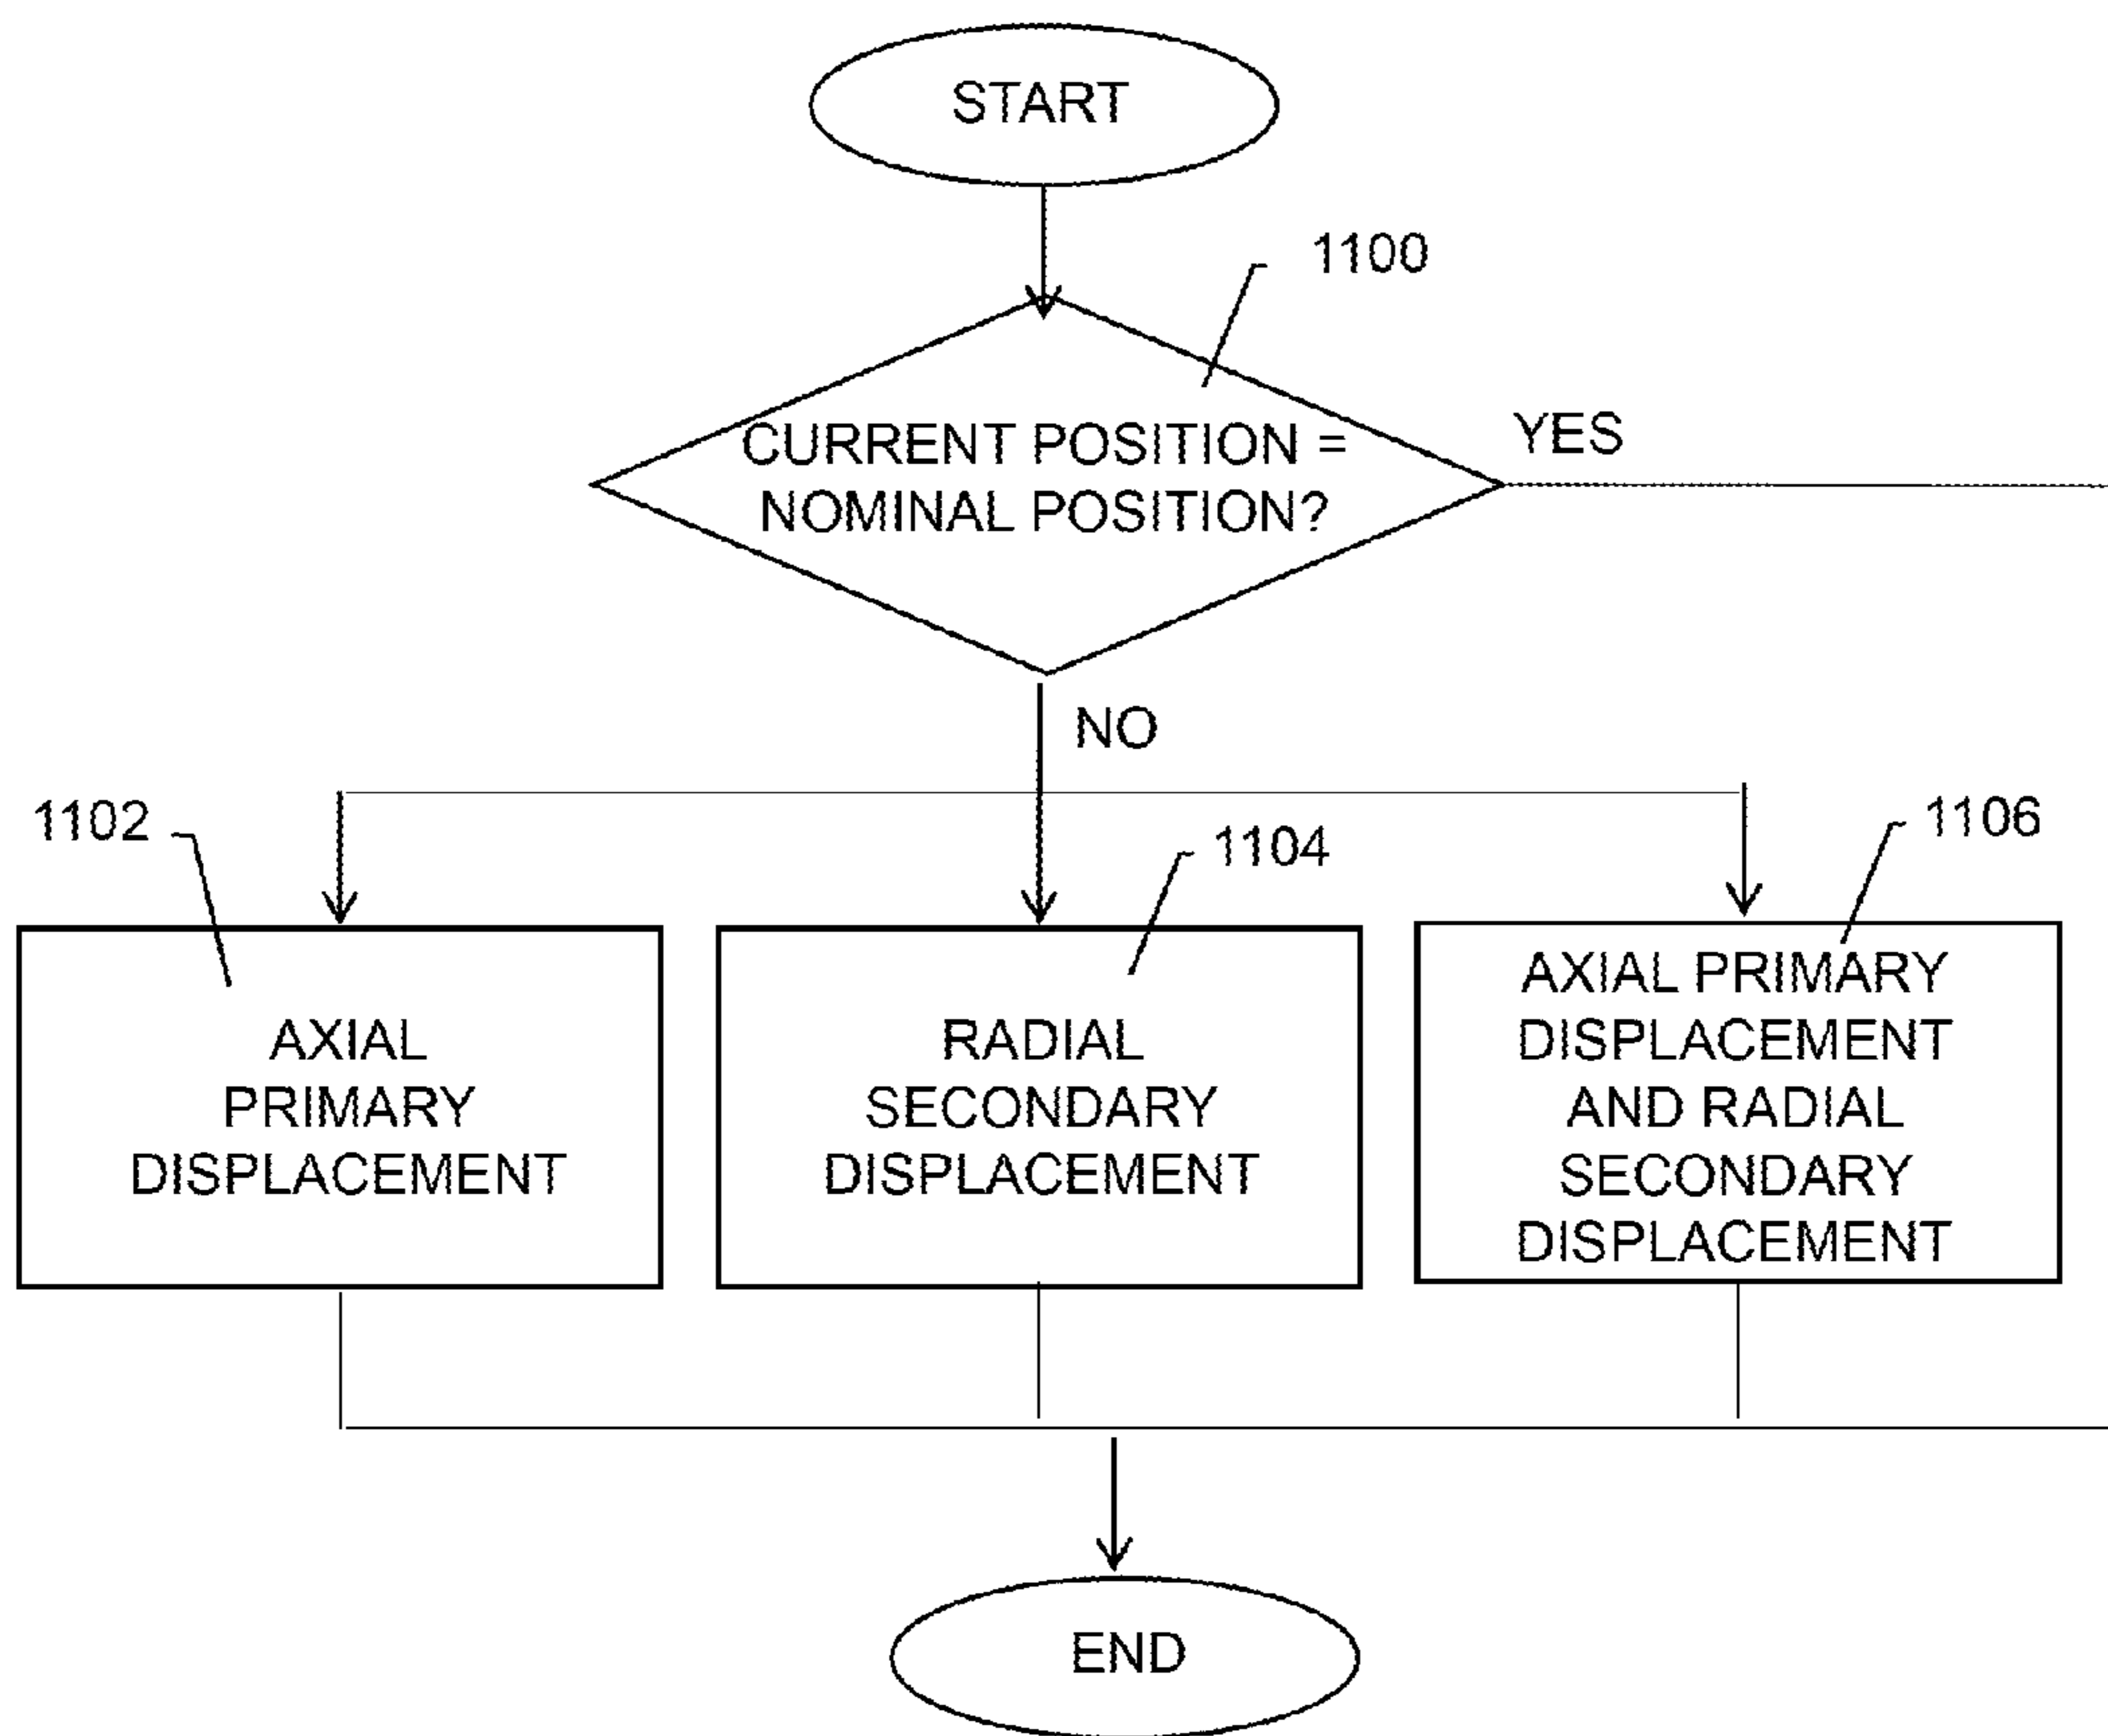 START
1100
CURRENT POSITION =
NOMINAL POSITION?
YES
NO
1102
1104
1106
AXIAL
PRIMARY
DISPLACEMENT
RADIAL
SECONDARY
DISPLACEMENT
AXIAL PRIMARY
DISPLACEMENT
AND RADIAL
SECONDARY
DISPLACEMENT
END